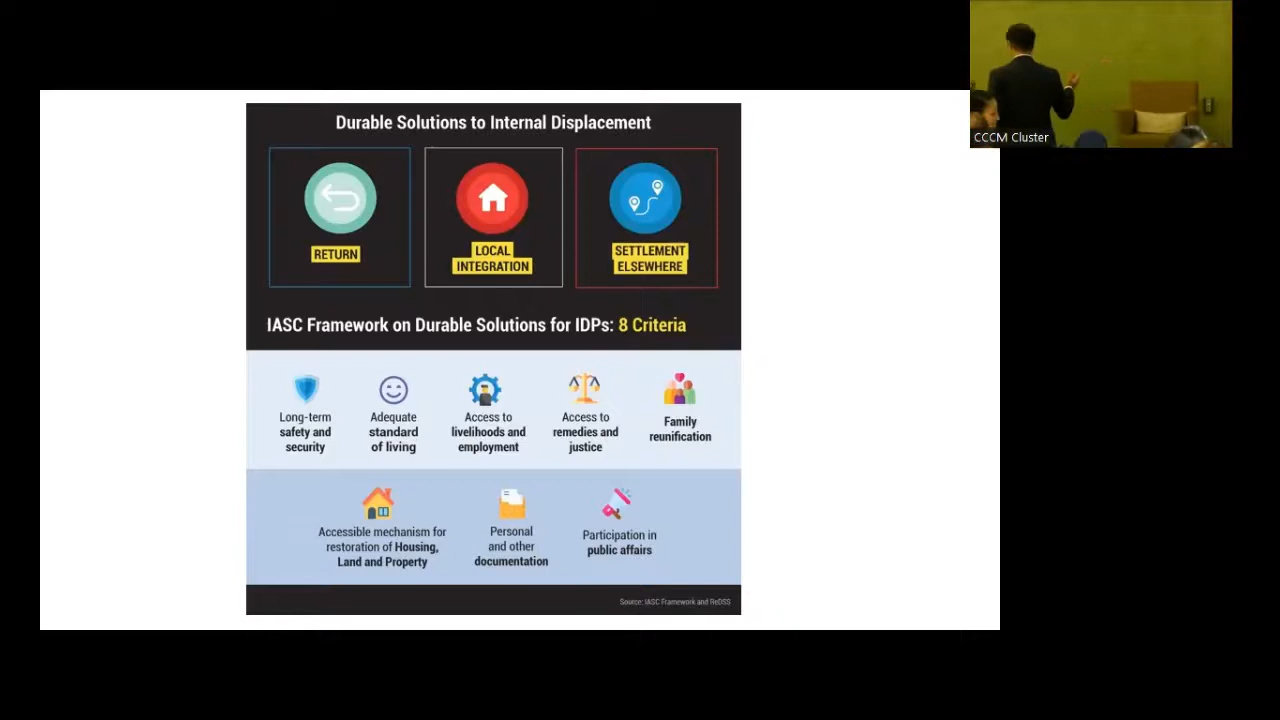 Durable Solutions to Internal Displacement
RETURN
LOCAL
INTEGRATION
SETTLEMENT
ELSEWHERE
IASC Framework on Durable Solutions for IDPs: 8 Criteria
Long-term
safety and
security
Adequate
standard
of living
Access to
livelihoods and
employment
Access to
remedies and
justice
Family
reunification
Accessible mechanism for
restoration of Housing,
Land and Property
Personal
and other
documentation
Participation in
public affairs
Source: IASC Framework and ReDSS
CCCM Cluster